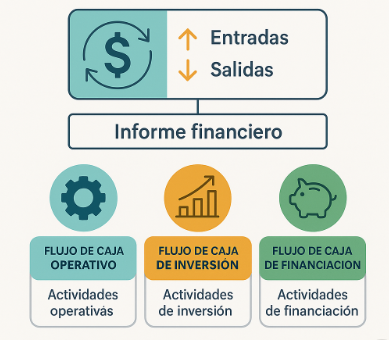 $
Entradas
Salidas
Informe financiero
FLUJO DE CAJA
OPERATIVO
Actividades
operativas
FLUJO DE CAJA
DE INVERSIÓN
Actividades
de inversión
FLUJO DE CAJA
DE FINANCIACION
Actividades
de financiación